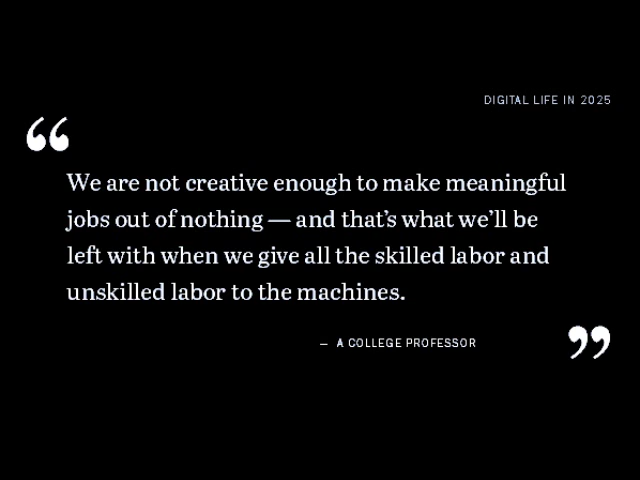 DIGITAL LIFE IN 2025
“
We are not creative enough to make meaningful
jobs out of nothing — and that’s what we’ll be
left with when we give all the skilled labor and
unskilled labor to the machines.
— A COLLEGE PROFESSOR
”